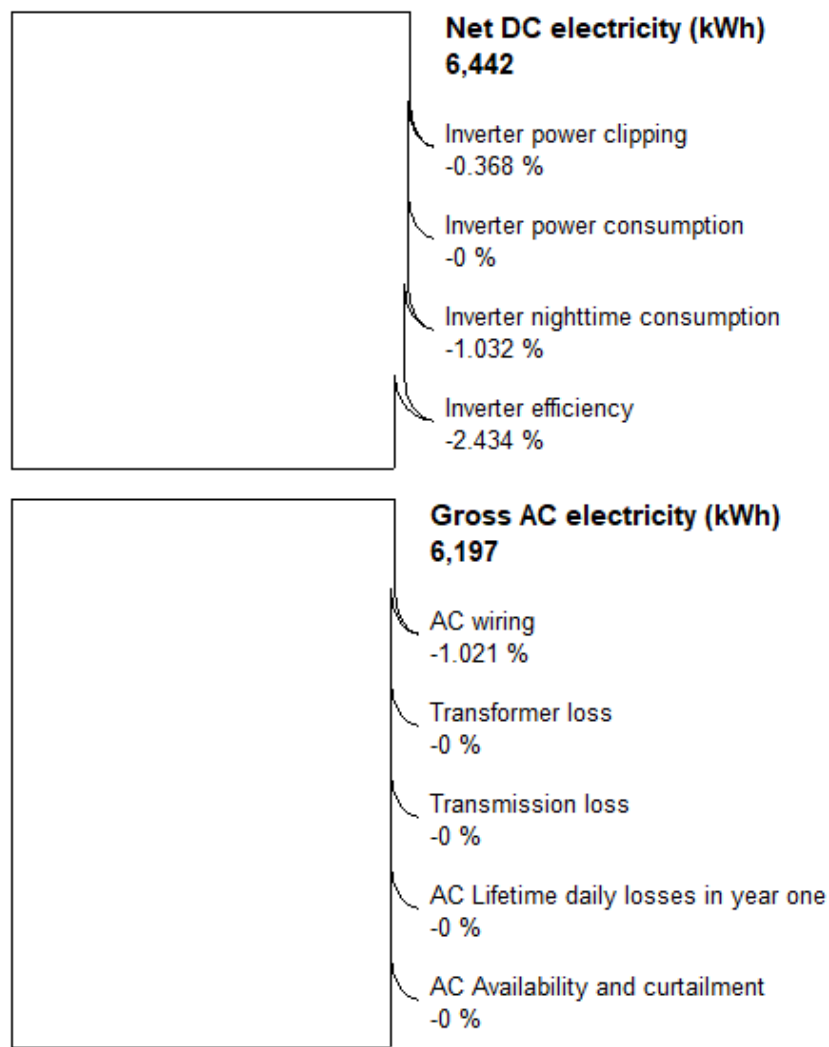 Net DC electricity (kWh)
6,442
Inverter power clipping
-0.368 %
Inverter power consumption
-0 %
Inverter nighttime consumption
-1.032 %
Inverter efficiency
-2.434 %
Gross AC electricity (kWh)
6,197
AC wiring
-1.021 %
Transformer loss
-0 %
Transmission loss
-0 %
AC Lifetime daily losses in year one
-0 %
AC Availability and curtailment
-0 %